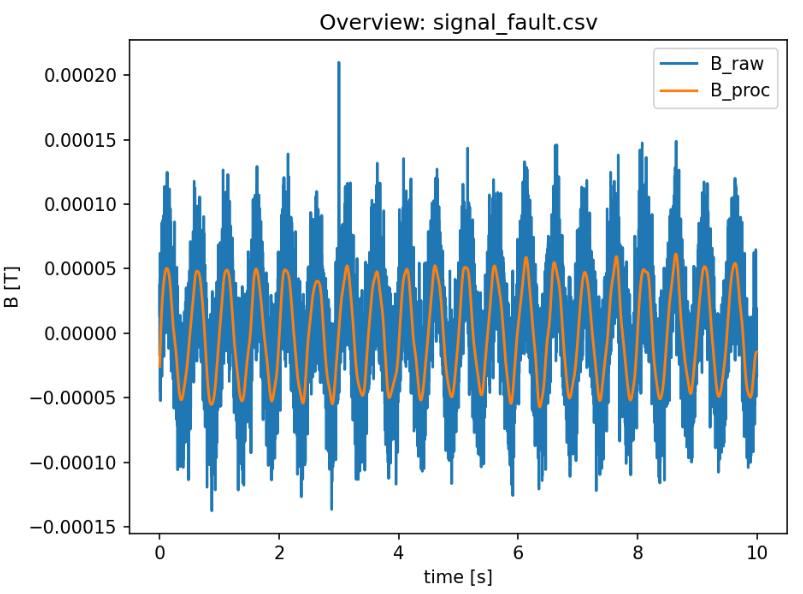 Overview: signal_fault.csv
B_raw
B_proc
0.00020
0.00015
0.00010
0.00005
0.00000
−0.00005
−0.00010
−0.00015
B [T]
0 2 4 6 8 10
time [s]